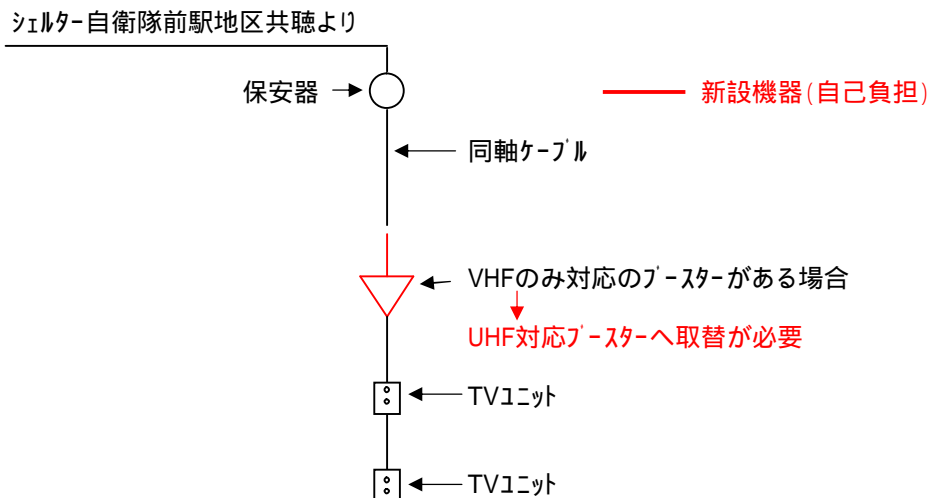 ｼｪﾙﾀｰ自衛隊前駅地区共聴より
保安器
新設機器(自己負担)
同軸ｹｰﾌﾞﾙ
VHFのみ対応のﾌﾞｰｽﾀｰがある場合
UHF対応ﾌﾞｰｽﾀｰへ取替が必要
TVﾕﾆｯﾄ
TVﾕﾆｯﾄ